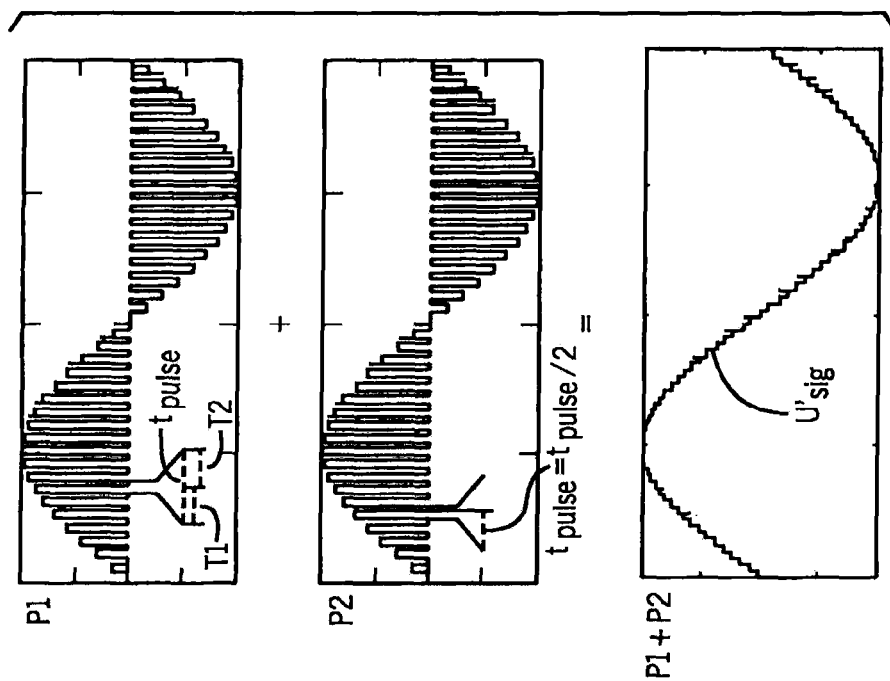 P1
t pulse
T1
T2
+
P2
t pulse=t pulse/2
=
P1+P2
U'sig